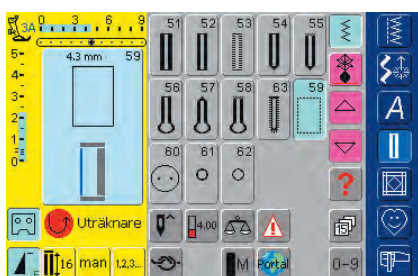 3A 0 3 6 9
5-
4-
3-
2-
1-
0-
4.3 mm 59
51 52 53 54 55
56 57 58 63 59
60 61 62
A
?
Uträknare
4.00
15
16 man 1,2,3...
M Portal 0-9